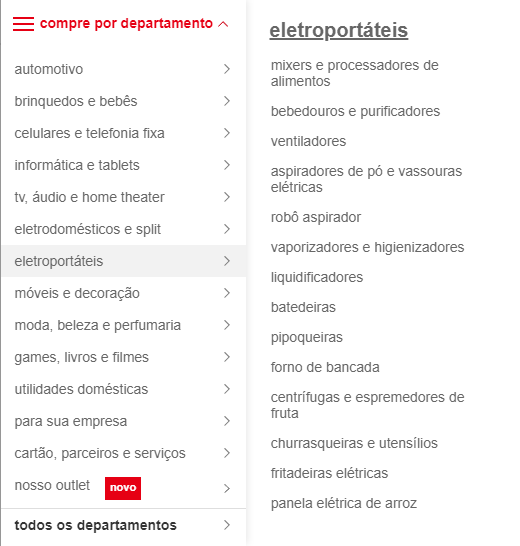 compre por departamento
automotivo
brinquedos e bebês
celulares e telefonia fixa
informática e tablets
tv, áudio e home theater
eletrodomésticos e split
eletroportáteis
móveis e decoração
moda, beleza e perfumaria
games, livros e filmes
utilidades domésticas
para sua empresa
cartão, parceiros e serviços
nosso outlet novo
todos os departamentos
eletroportáteis
mixers e processadores de
alimentos
bebedouros e purificadores
ventiladores
aspiradores de pó e vassouras
elétricas
robô aspirador
vaporizadores e higienizadores
liquidificadores
batedeiras
pipoqueiras
forno de bancada
centrífugas e espremedores de
fruta
churrasqueiras e utensílios
fritadeiras elétricas
panela elétrica de arroz